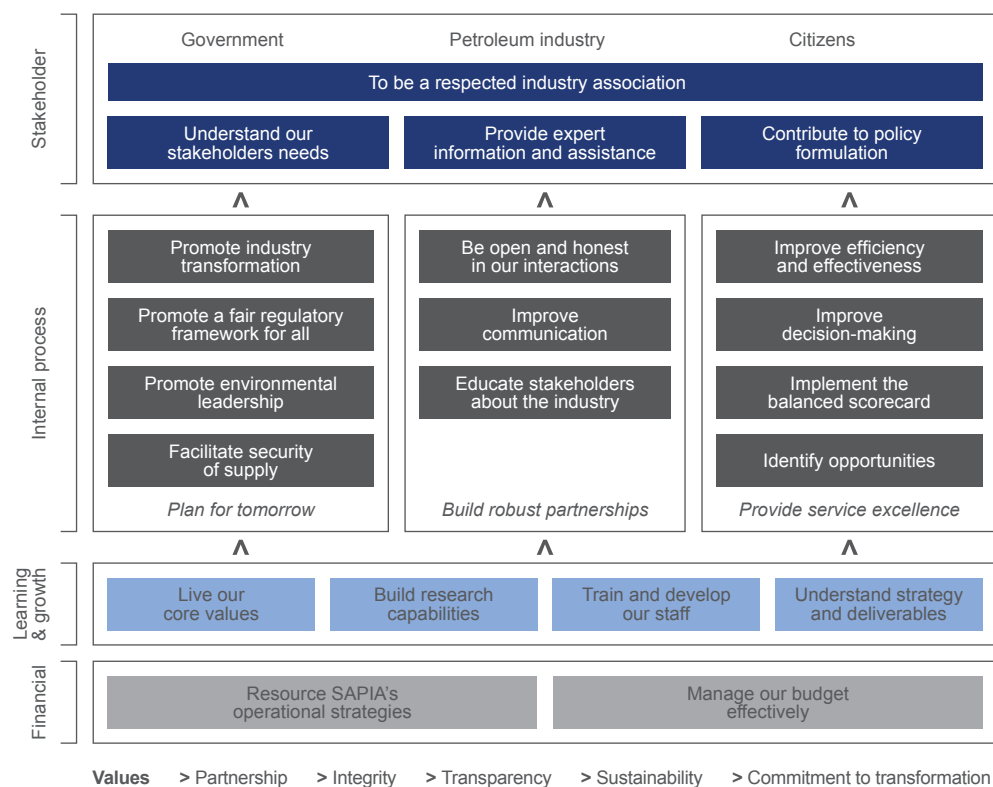 Stakeholder
Government
Petroleum industry
Citizens
To be a respected industry association
Understand our
stakeholders needs
Provide expert
information and assistance
Contribute to policy
formulation
Internal process
Promote industry
transformation
Promote a fair regulatory
framework for all
Promote environmental
leadership
Facilitate security
of supply
Plan for tomorrow
Be open and honest
in our interactions
Improve
communication
Educate stakeholders
about the industry
Build robust partnerships
Improve efficiency
and effectiveness
Improve
decision-making
Implement the
balanced scorecard
Identify opportunities
Provide service excellence
Learning
& growth
Live our
core values
Build research
capabilities
Train and develop
our staff
Understand strategy
and deliverables
Financial
Resource SAPIA’s
operational strategies
Manage our budget
effectively
Values > Partnership > Integrity > Transparency > Sustainability > Commitment to transformation